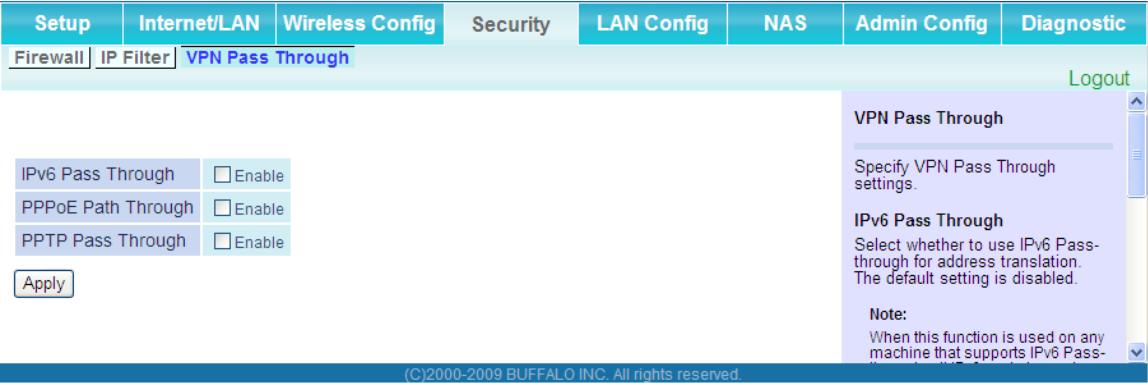 Setup Internet/LAN Wireless Config Security LAN Config NAS Admin Config Diagnostic
Firewall IP Filter VPN Pass Through
Logout
IPv6 Pass Through Enable
PPPoE Path Through Enable
PPTP Pass Through Enable
Apply
VPN Pass Through
Specify VPN Pass Through
settings.
IPv6 Pass Through
Select whether to use IPv6 Pass-
through for address translation.
The default setting is disabled.
Note:
When this function is used on any
machine that supports IPv6 Pass-
(C)2000-2009 BUFFALO INC. All rights reserved.